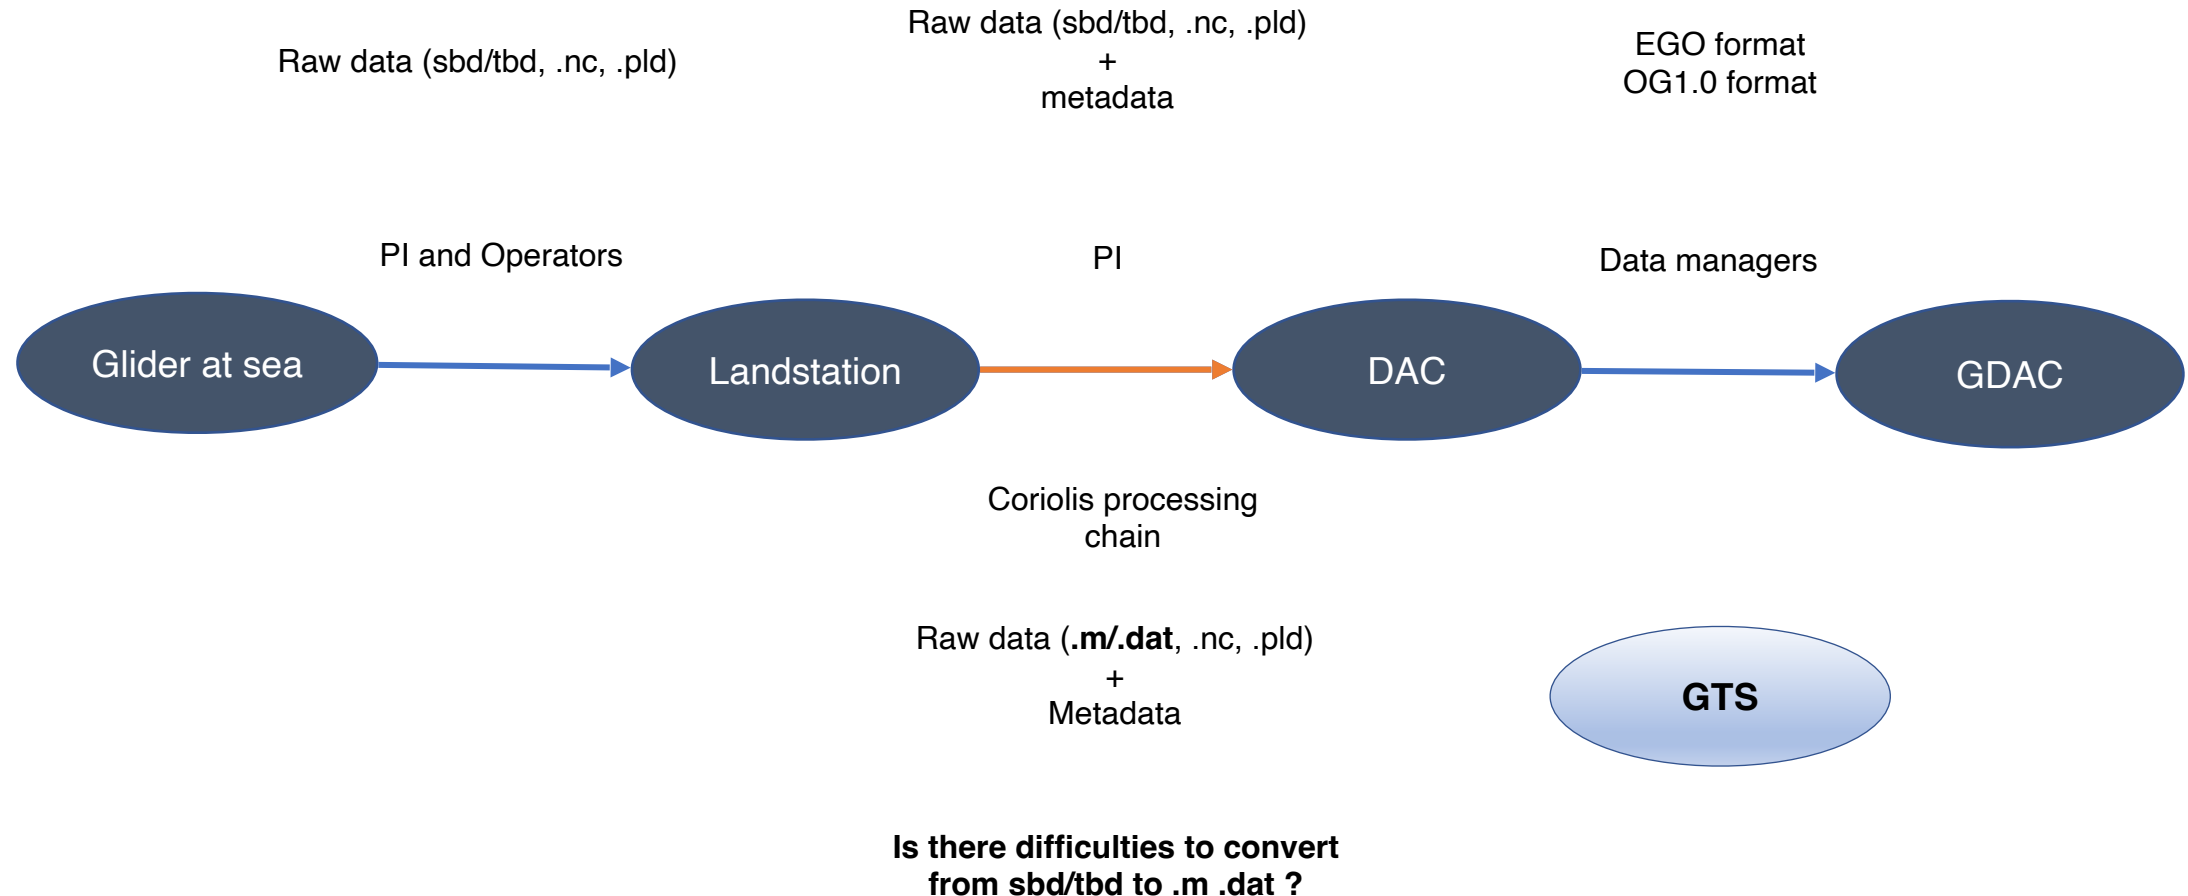 Raw data (sbd/tbd, .nc, .pld)
Raw data (sbd/tbd, .nc, .pld)
+
metadata
EGO format
OG1.0 format
PI and Operators
PI
Data managers
Glider at sea
Landstation
DAC
GDAC
Coriolis processing
chain
Raw data (.m/.dat, .nc, .pld)
+
Metadata
GTS
Is there difficulties to convert
from sbd/tbd to .m .dat ?